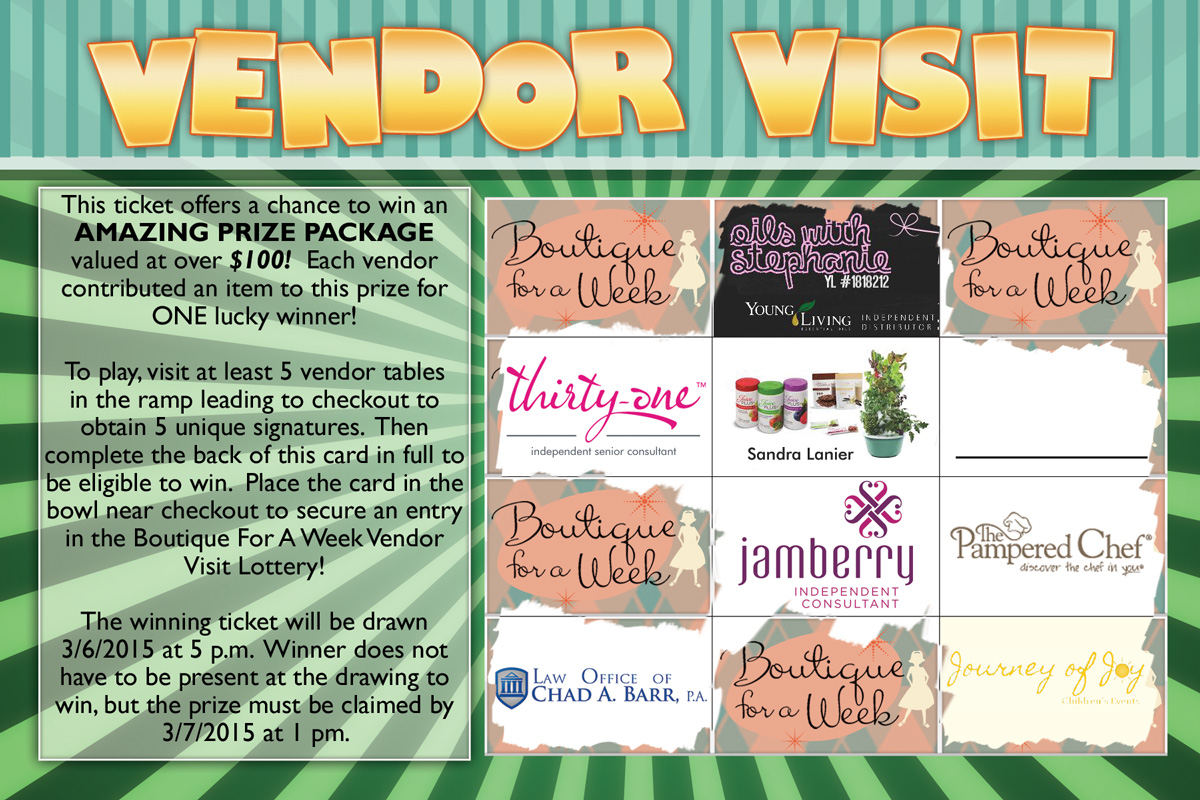 VENDOR VISIT
This ticket offers a chance to win an
AMAZING PRIZE PACKAGE
valued at over $100! Each vendor
contributed an item to this prize for
ONE lucky winner!
To play, visit at least 5 vendor tables
in the ramp leading to checkout to
obtain 5 unique signatures. Then
complete the back of this card in full to
be eligible to win. Place the card in the
bowl near checkout to secure an entry
in the Boutique For A Week Vendor
Visit Lottery!
The winning ticket will be drawn
3/6/2015 at 5 p.m. Winner does not
have to be present at the drawing to
win, but the prize must be claimed by
3/7/2015 at 1 pm.
Boutique
for a Week
oils with
stephanie
YL #1818212
YOUNG LIVING
ESSENTIAL OILS
INDEPENDENT
DISTRIBUTOR
Boutique
for a Week
thirty-one™
independent senior consultant
Sandra Lanier
Boutique
for a Week
jamberry
INDEPENDENT
CONSULTANT
The
Pampered Chef®
discover the chef in you®
LAW OFFICE OF
CHAD A. BARR, P.A.
Boutique
for a Week
Journey of Joy
Children's Events